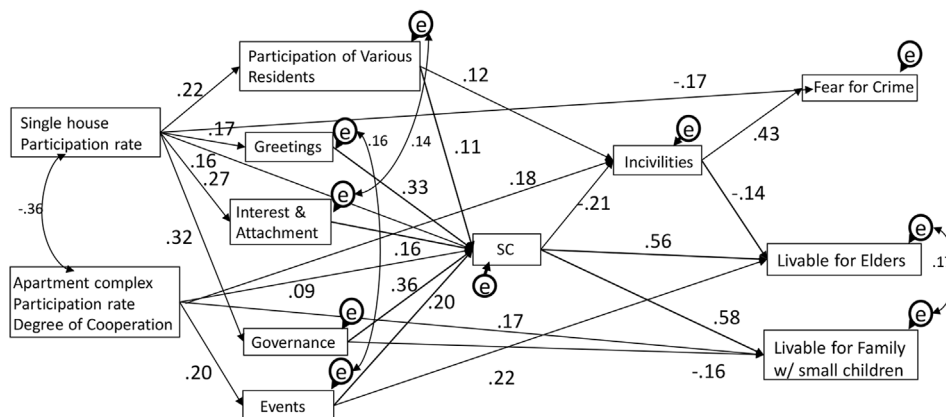 e
Participation of Various
Residents
.12
-.17
e
Fear for Crime
.22
Single house
Participation rate
.17
Greetings
e
.16
.14
.11
e
Incivilities
.43
.16
.27
e
.33
.18
-.21
-.14
Interest &
Attachment
-.36
.32
.16
SC
.56
e
Livable for Elders
.17
Apartment complex
Participation rate
Degree of Cooperation
.09
.36
.20
e
.17
.58
e
Governance
e
Livable for Family
w/ small children
.20
e
.22
-.16
Events